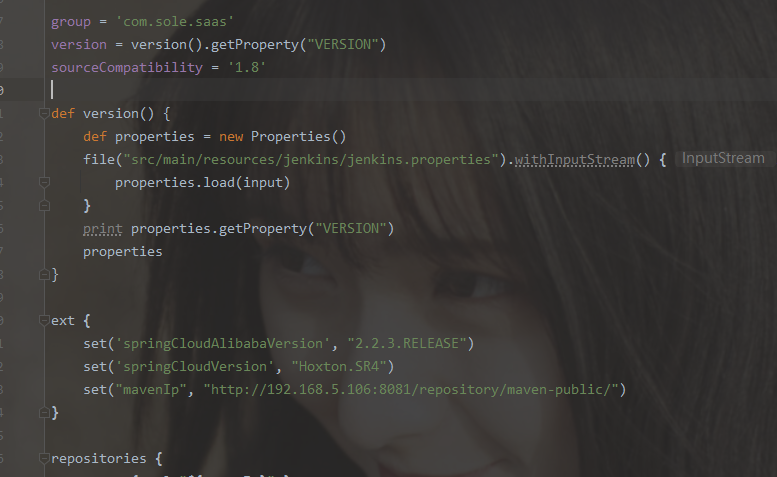 group = 'com.sole.saas'
version = version().getProperty("VERSION")
sourceCompatibility = '1.8'
def version() {
def properties = new Properties()
file("src/main/resources/jenkins/jenkins.properties").withInputStream() { InputStream
properties.load(input)
}
print properties.getProperty("VERSION")
properties
}
ext {
set('springCloudAlibabaVersion', "2.2.3.RELEASE")
set('springCloudVersion', "Hoxton.SR4")
set("mavenIp", "http://192.168.5.106:8081/repository/maven-public/")
}
repositories {